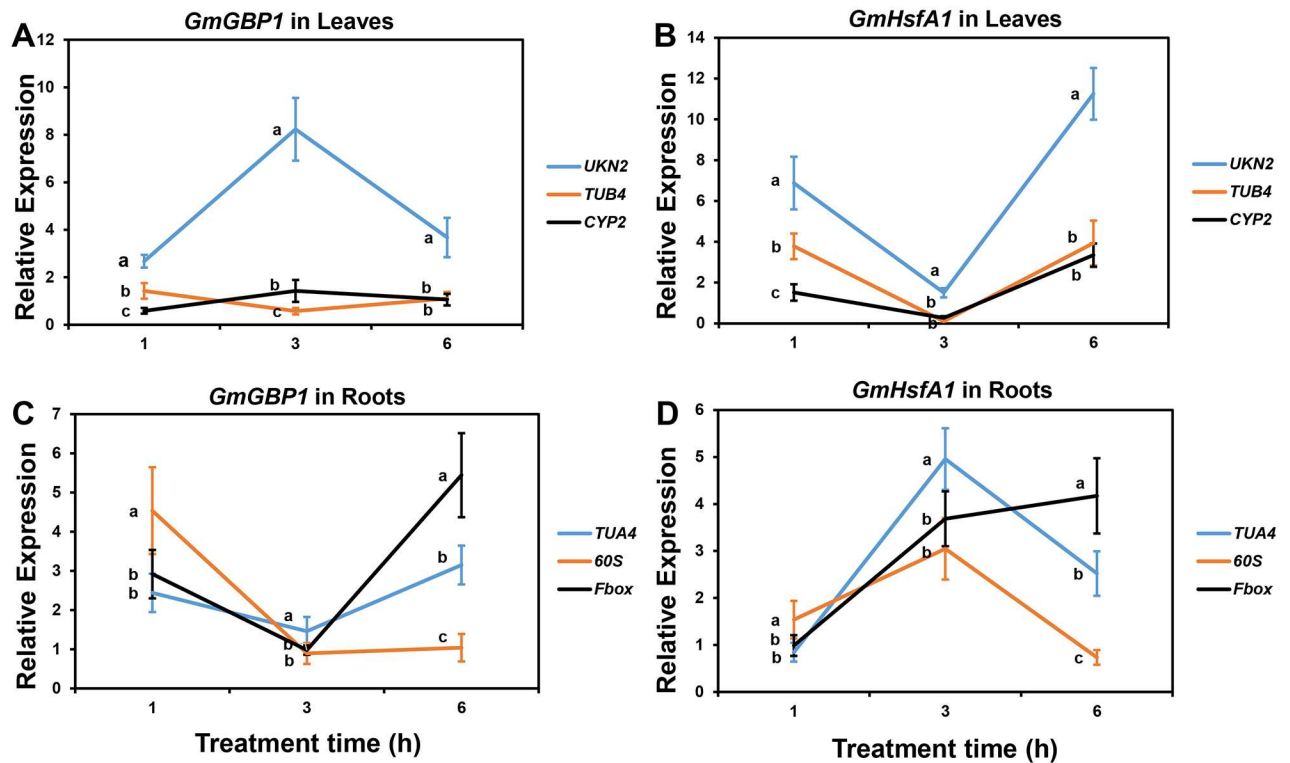 A
GmGBP1 in Leaves
Relative Expression
12
10
8
6
4
2
0
a
b
c
a
b
c
a
b
b
1
3
6
UKN2
TUB4
CYP2
B
GmHsfA1 in Leaves
Relative Expression
14
12
10
8
6
4
2
0
a
b
c
a
b
b
a
b
b
1
3
6
UKN2
TUB4
CYP2
C
GmGBP1 in Roots
Relative Expression
7
6
5
4
3
2
1
0
a
b
b
a
b
b
a
b
c
1
3
6
TUA4
60S
Fbox
Treatment time (h)
D
GmHsfA1 in Roots
Relative Expression
6
5
4
3
2
1
0
a
b
b
a
b
b
a
b
c
1
3
6
TUA4
60S
Fbox
Treatment time (h)